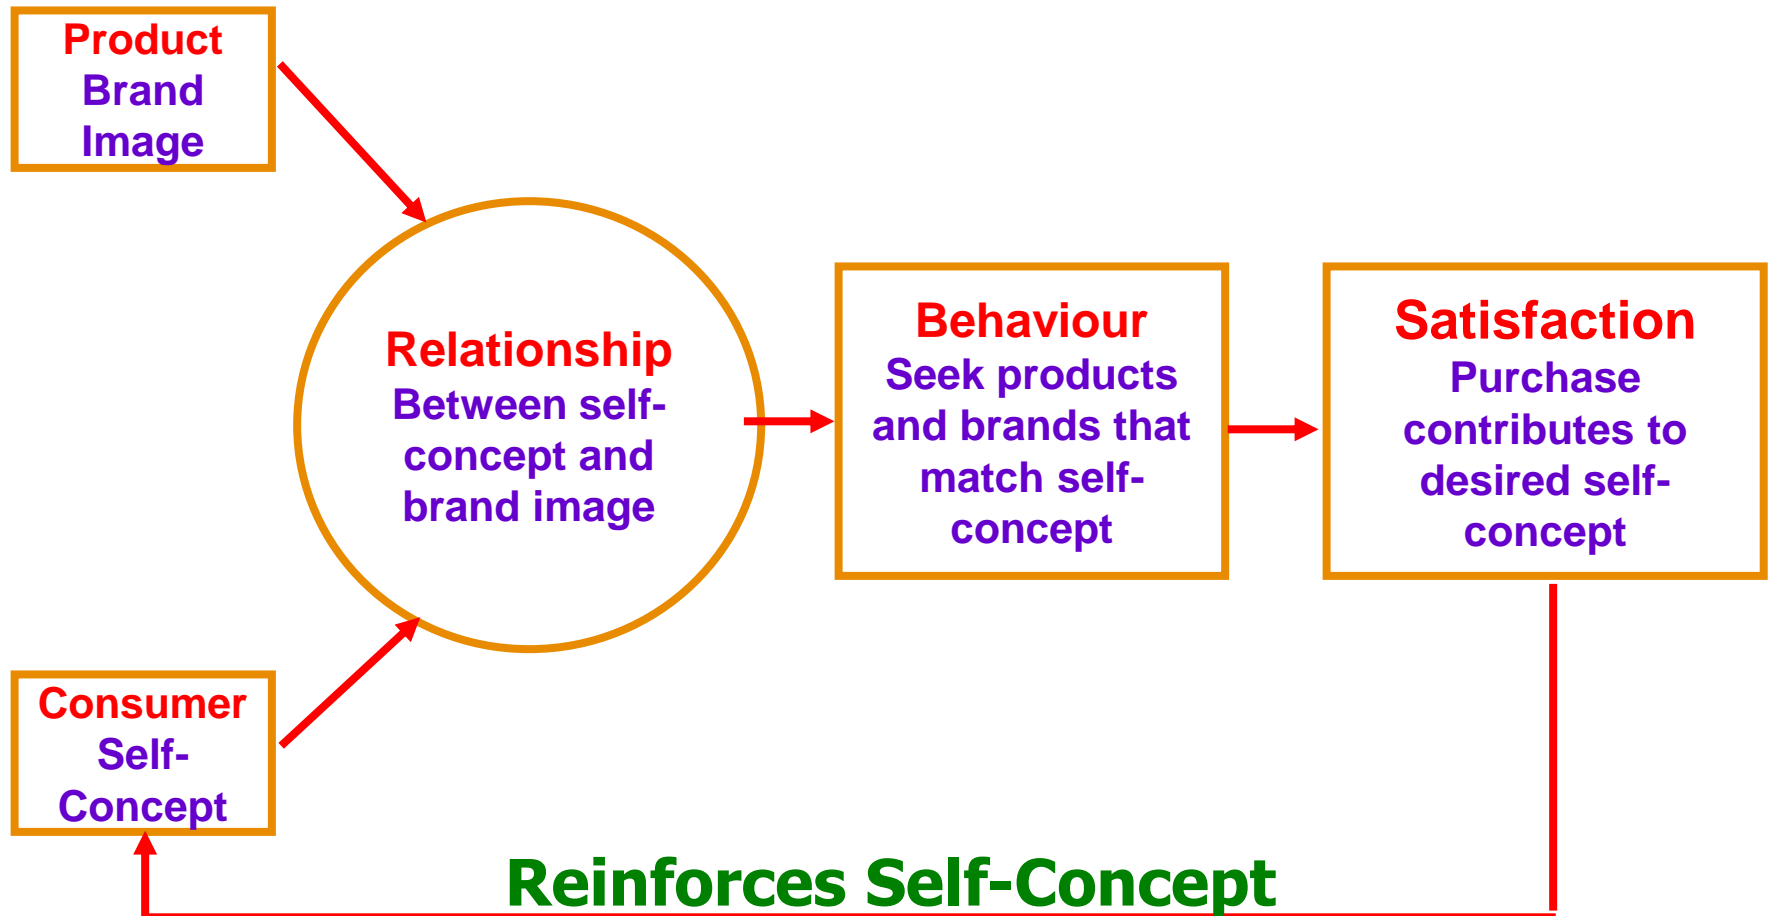 Product
Brand
Image
Relationship
Between self-
concept and
brand image
Behaviour
Seek products
and brands that
match self-
concept
Satisfaction
Purchase
contributes to
desired self-
concept
Consumer
Self-
Concept
Reinforces Self-Concept